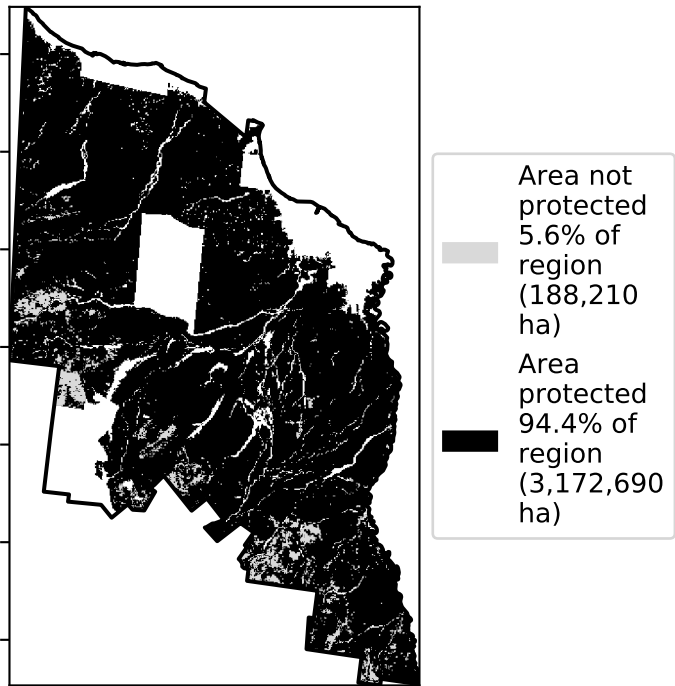 Area not
protected
5.6% of
region
(188,210
ha)
Area
protected
94.4% of
region
(3,172,690
ha)